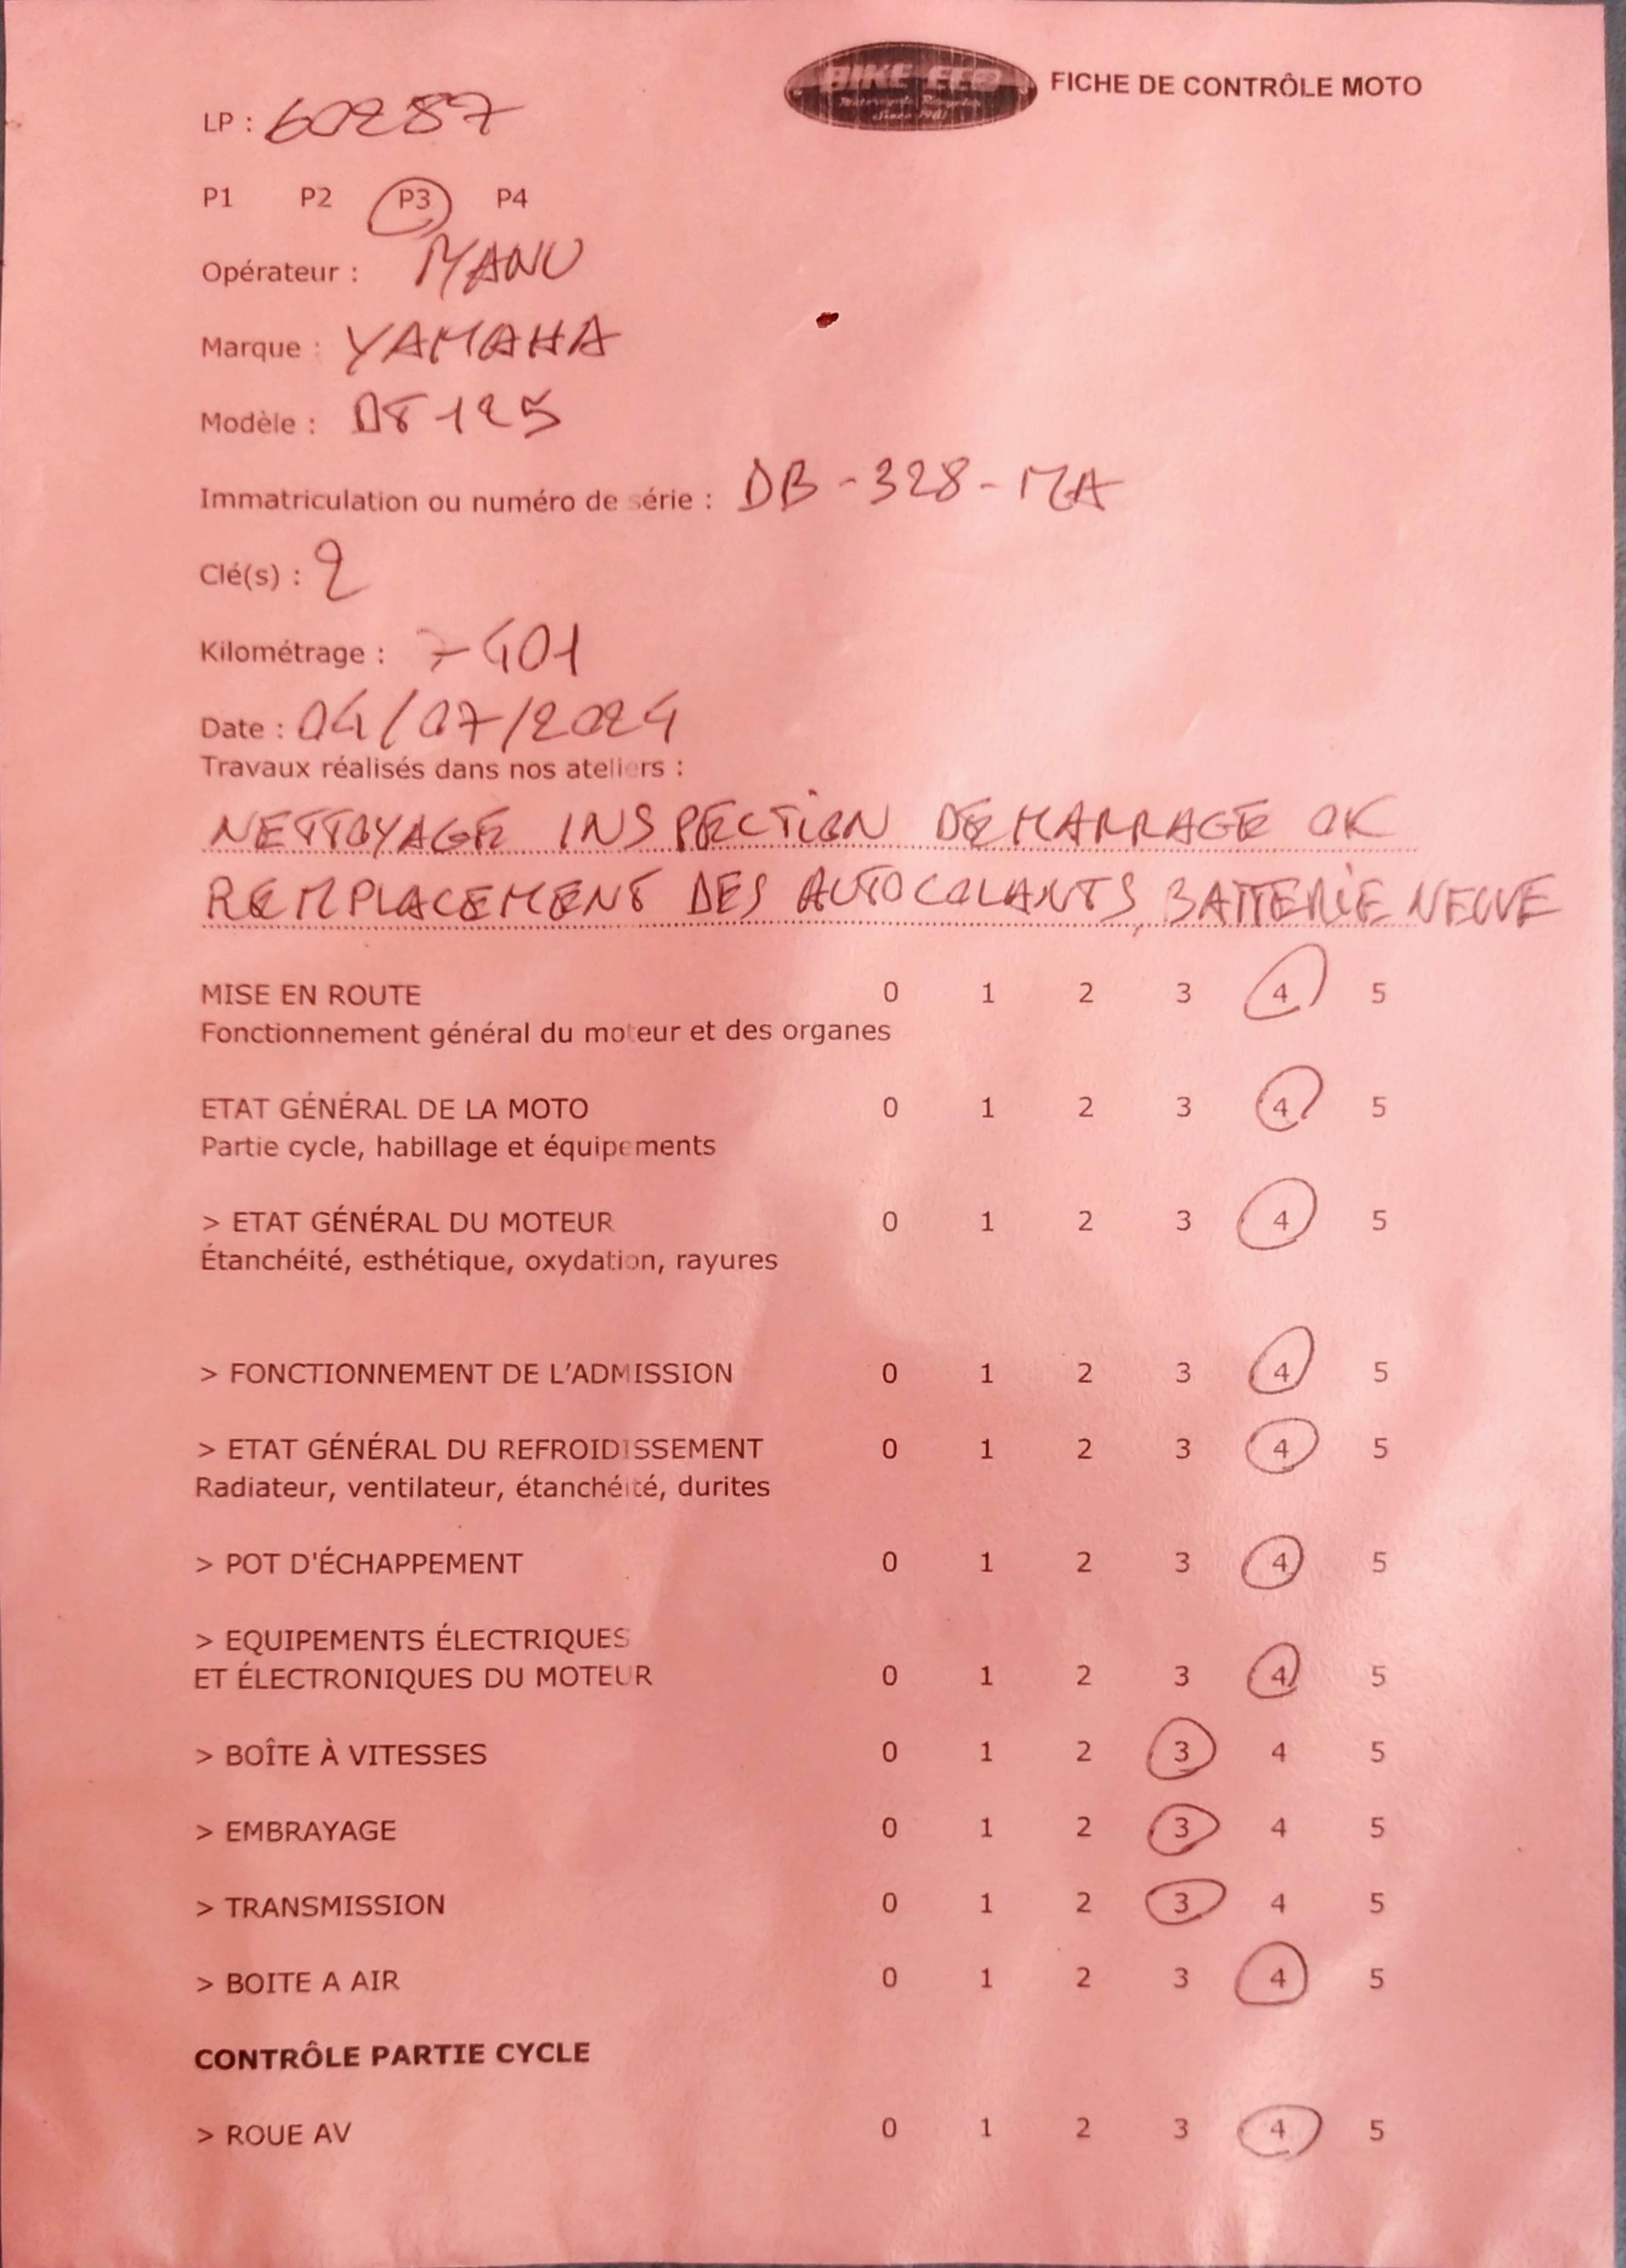 BIKE ECO
Motorcycle Recyclers
Since 1981
FICHE DE CONTRÔLE MOTO
LP : 60287
P1 P2 P3 P4
Opérateur : MANU
Marque : YAMAHA
Modèle : DT 125
Immatriculation ou numéro de série : DB-328-MA
Clé(s) : 2
Kilométrage : 7401
Date : 04/07/2024
Travaux réalisés dans nos ateliers :
NETTOYAGE INSPECTION DEMARRAGE OK
REMPLACEMENT DES AUTOCOLANTS, BATTERIE NEUVE
MISE EN ROUTE 0 1 2 3 4 5
Fonctionnement général du moteur et des organes
ETAT GÉNÉRAL DE LA MOTO 0 1 2 3 4 5
Partie cycle, habillage et équipements
> ETAT GÉNÉRAL DU MOTEUR 0 1 2 3 4 5
Étanchéité, esthétique, oxydation, rayures
> FONCTIONNEMENT DE L'ADMISSION 0 1 2 3 4 5
> ETAT GÉNÉRAL DU REFROIDISSEMENT 0 1 2 3 4 5
Radiateur, ventilateur, étanchéité, durites
> POT D'ÉCHAPPEMENT 0 1 2 3 4 5
> EQUIPEMENTS ÉLECTRIQUES
ET ÉLECTRONIQUES DU MOTEUR 0 1 2 3 4 5
> BOÎTE À VITESSES 0 1 2 3 4 5
> EMBRAYAGE 0 1 2 3 4 5
> TRANSMISSION 0 1 2 3 4 5
> BOITE A AIR 0 1 2 3 4 5
CONTRÔLE PARTIE CYCLE
> ROUE AV 0 1 2 3 4 5